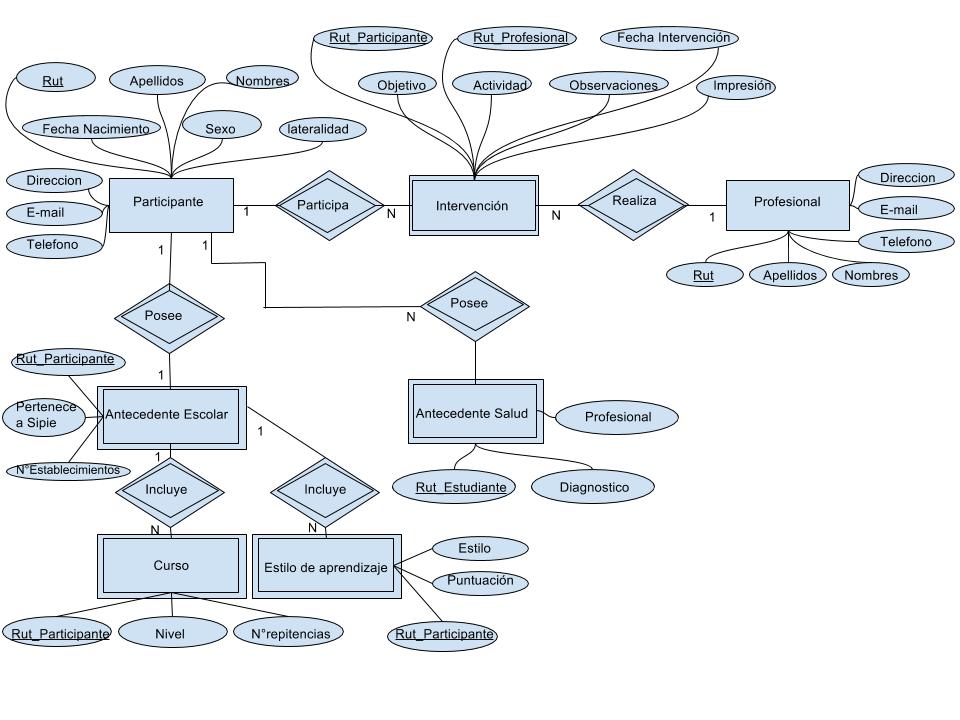 Rut_Participante
Rut_Profesional
Fecha Intervención
Rut
Apellidos
Nombres
Objetivo
Actividad
Observaciones
Impresión
Fecha Nacimiento
Sexo
lateralidad
Direccion
E-mail
Telefono
Participante
1
Participa
N
Intervención
N
Realiza
1
Profesional
Direccion
E-mail
Telefono
Rut
Apellidos
Nombres
1
1
Posee
1
Posee
N
Rut_Participante
Pertenece
a Sipie
N°Establecimientos
Antecedente Escolar
1
1
Antecedente Salud
Profesional
Rut_Estudiante
Diagnostico
Incluye
N
Incluye
N
Curso
Estilo de aprendizaje
Estilo
Puntuación
Rut_Participante
Rut_Participante
Nivel
N°repitencias